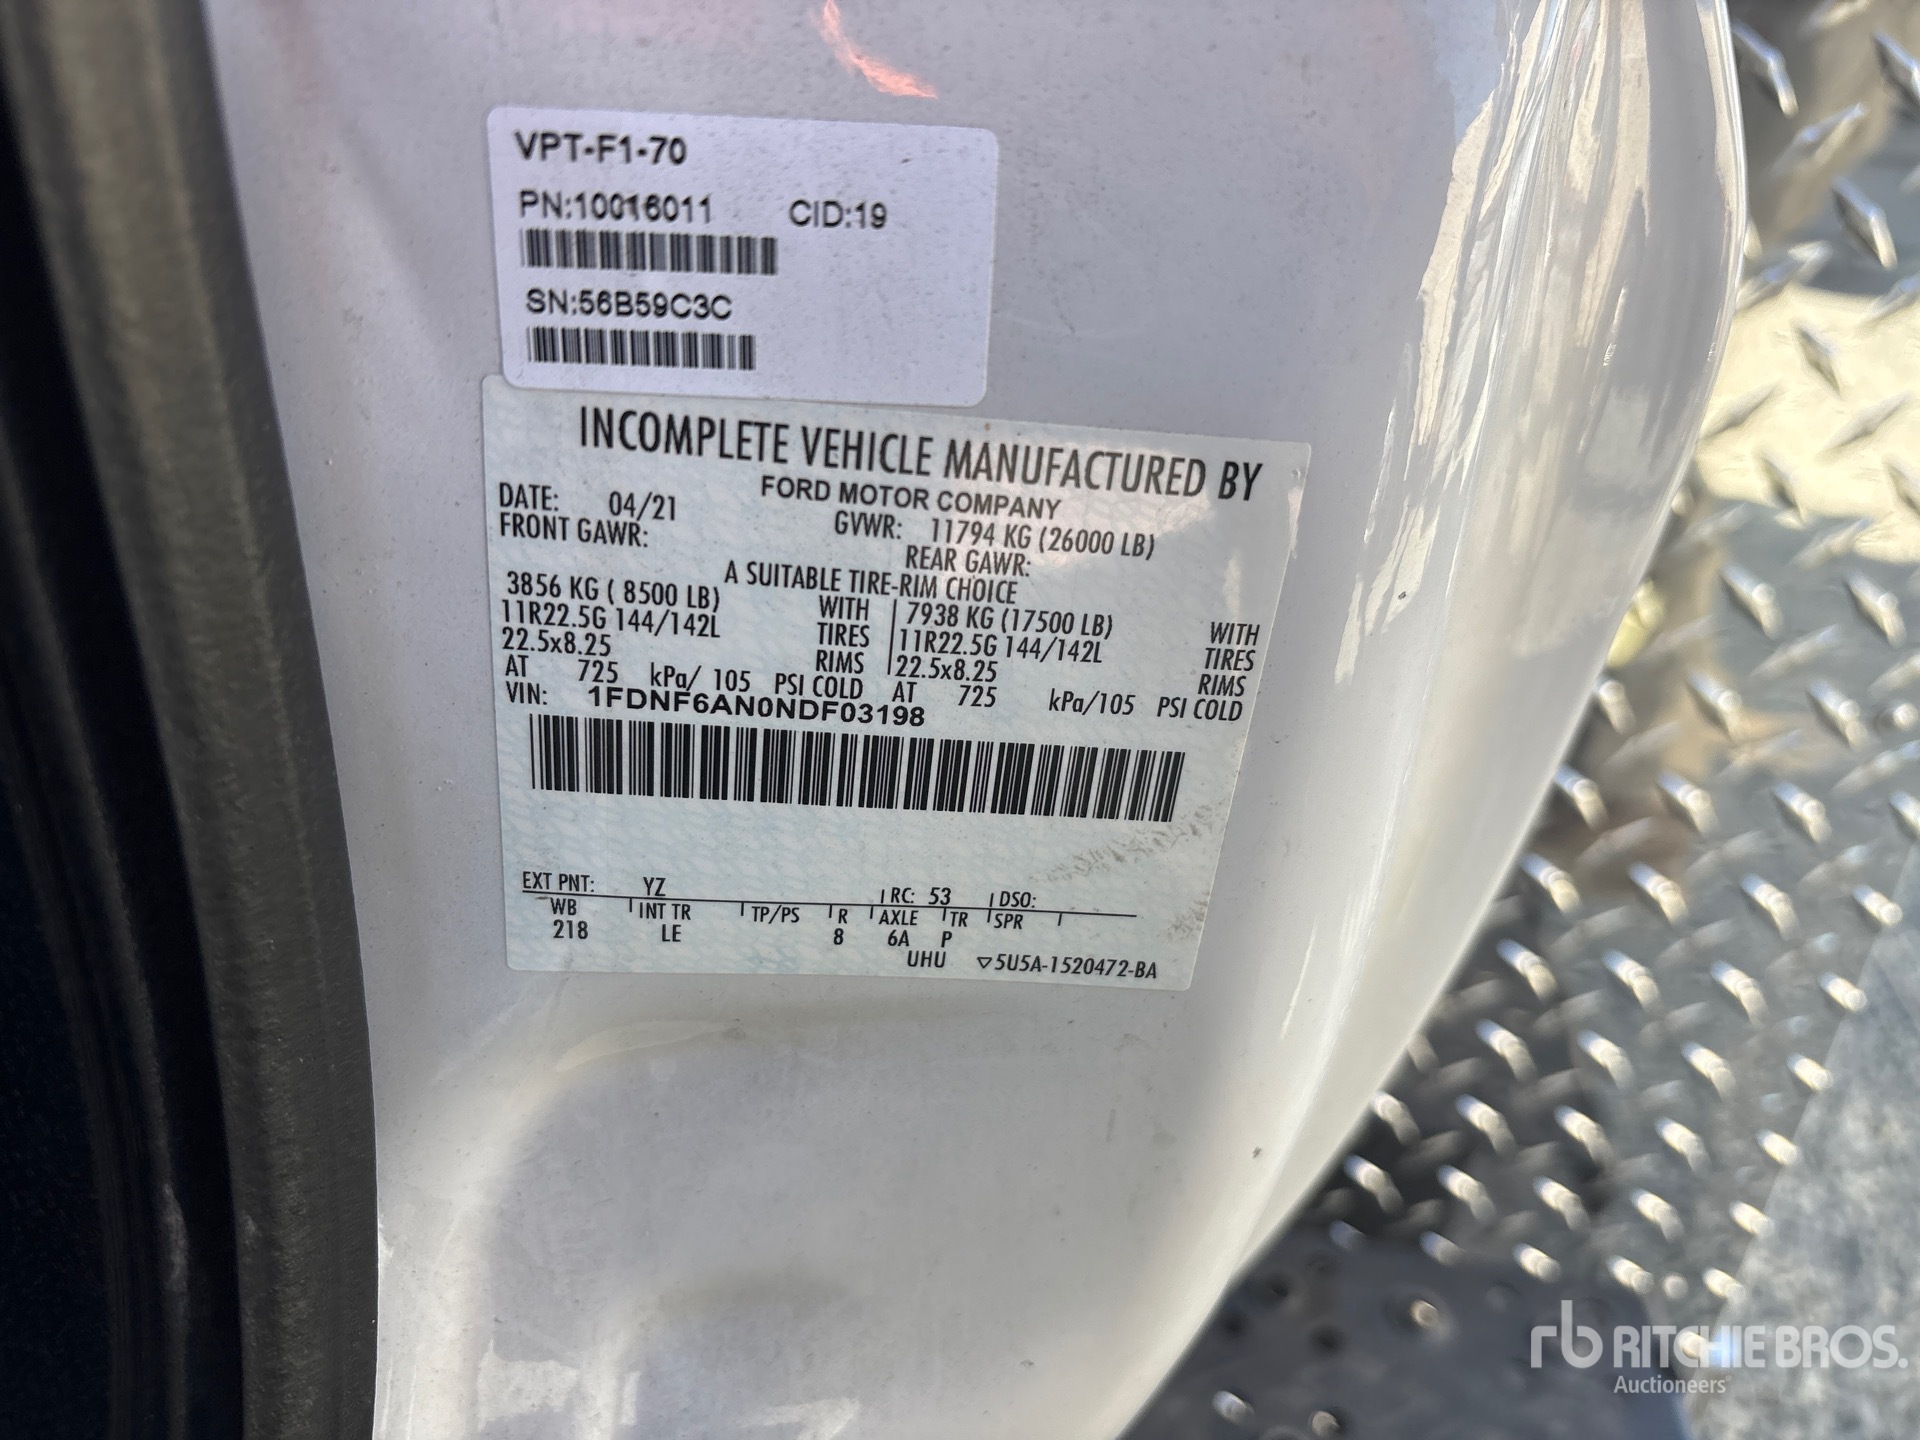 VPT-F1-70
PN:10016011 CID:19
SN:56B59C3C
INCOMPLETE VEHICLE MANUFACTURED BY
FORD MOTOR COMPANY
DATE: 04/21 GVWR: 11794 KG (26000 LB)
FRONT GAWR: REAR GAWR:
A SUITABLE TIRE-RIM CHOICE
3856 KG ( 8500 LB) WITH 7938 KG (17500 LB) WITH
11R22.5G 144/142L TIRES 11R22.5G 144/142L TIRES
22.5x8.25 RIMS 22.5x8.25 RIMS
AT 725 kPa/ 105 PSI COLD AT 725 kPa/105 PSI COLD
VIN: 1FDNF6AN0NDF03198
EXT PNT: YZ RC: 53 DSO:
WB INT TR TP/PS R AXLE TR SPR
218 LE 8 6A P
UHU ▽5U5A-1520472-BA
rb RITCHIE BROS.
Auctioneers